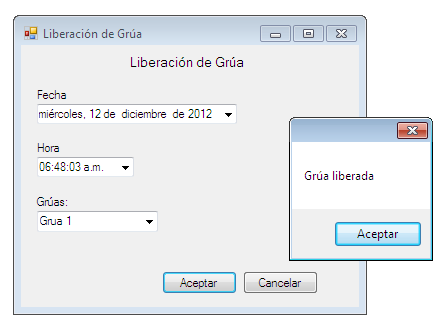 Liberación de Grúa
Liberación de Grúa
Fecha
miércoles, 12 de diciembre de 2012
Hora
06:48:03 a.m.
Grúas:
Grua 1
Aceptar
Cancelar
Grúa liberada
Aceptar